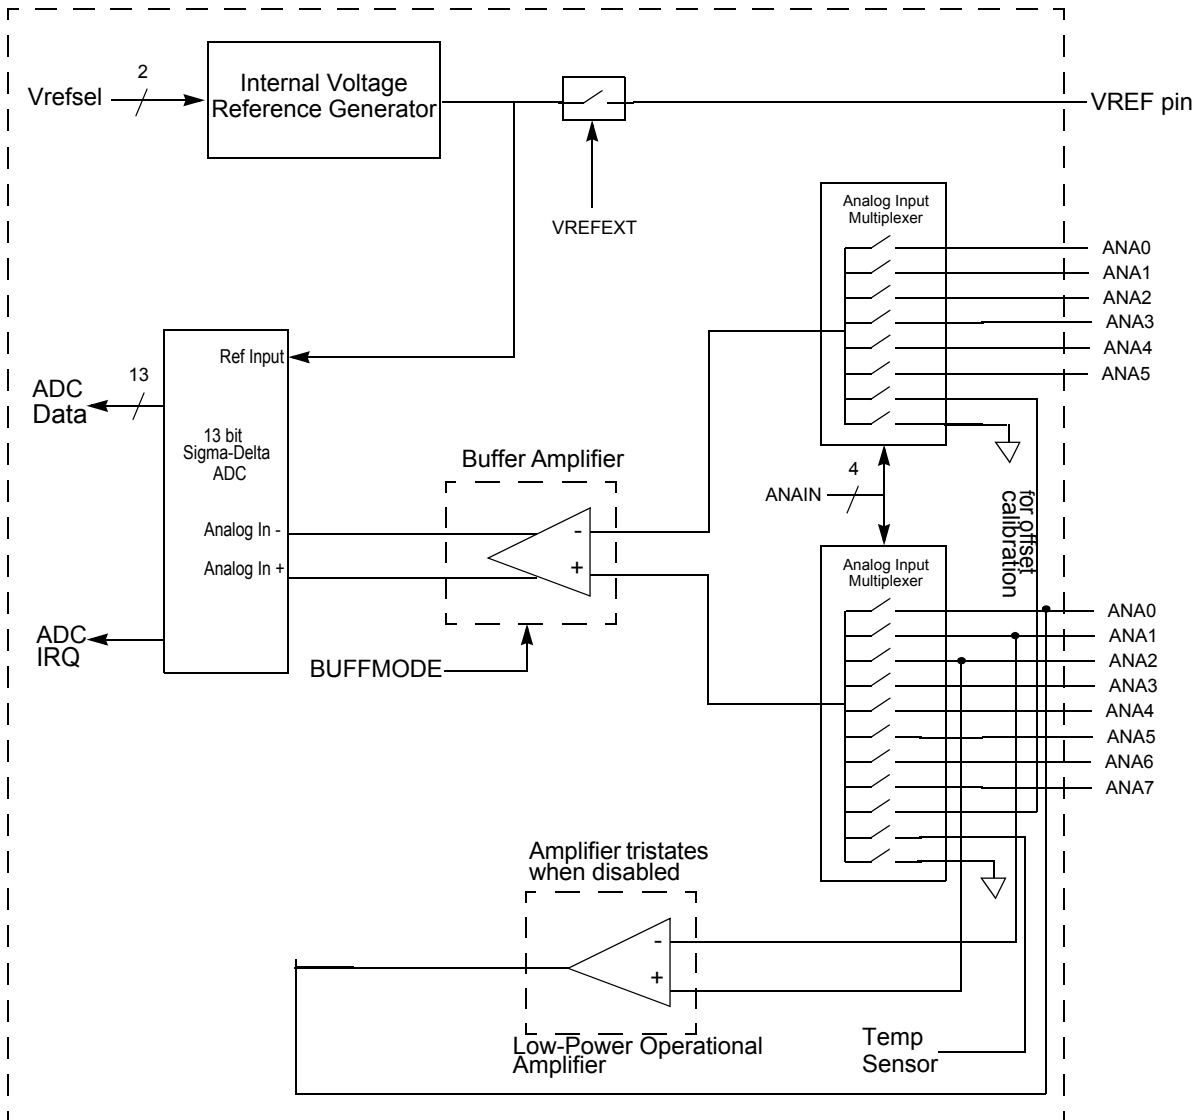 2
Vrefsel
Internal Voltage
Reference Generator
VREF pin
VREFEXT
Analog Input
Multiplexer
ANA0
ANA1
ANA2
ANA3
ANA4
ANA5
Ref Input
13
ADC
Data
13 bit
Sigma-Delta
ADC
Buffer Amplifier
4
ANAIN
for offset
calibration
Analog In -
Analog In +
-
+
Analog Input
Multiplexer
ANA0
ANA1
ANA2
ANA3
ANA4
ANA5
ANA6
ANA7
ADC
IRQ
BUFFMODE
Amplifier tristates
when disabled
-
+
Low-Power Operational
Amplifier
Temp
Sensor